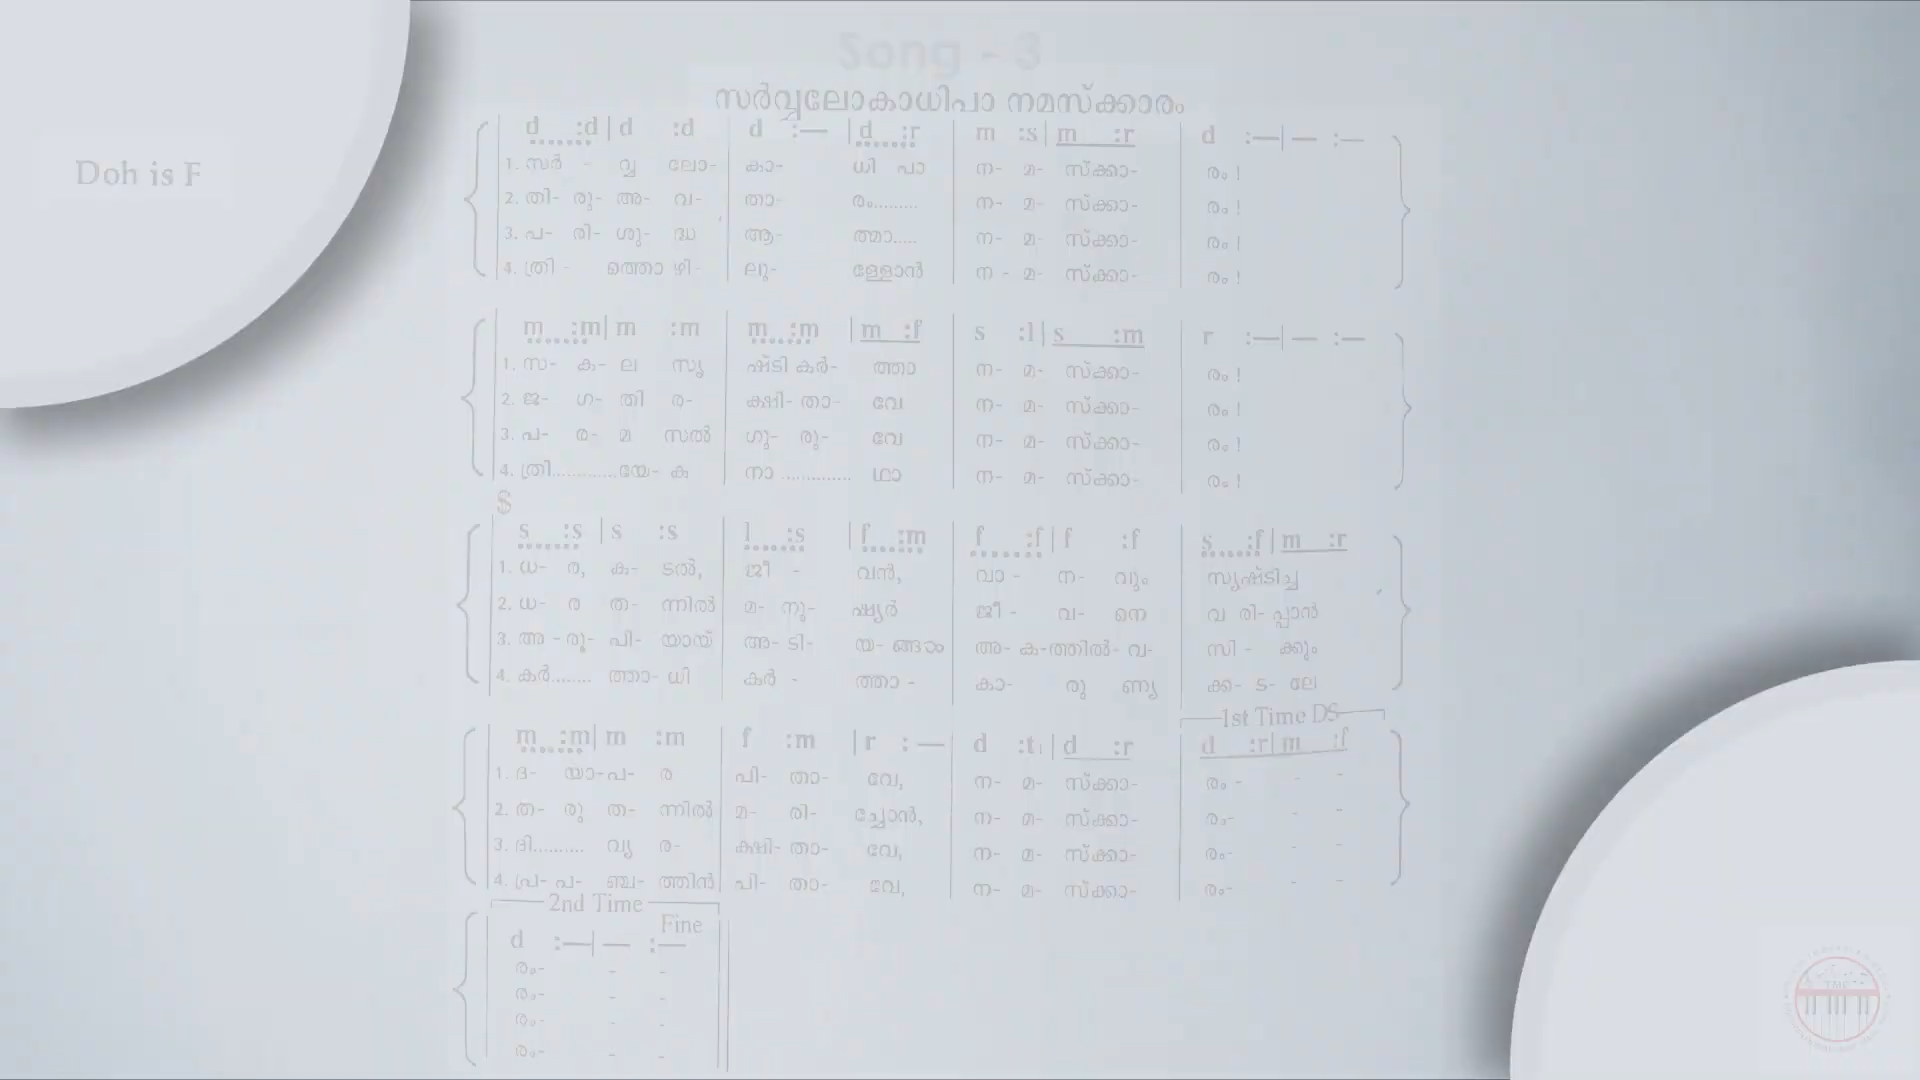 Song - 3
സർവ്വലോകാധിപാ നമസ്ക്കാരം
Doh is F
d :d | d :d | d :— | d :r | m :s | m :r | d :— | — :—
1. സർ - വ്വ ലോ- കാ- ധി പാ ന- മ- സ്ക്കാ- രം !
2. തി- രു- അ- വ- താ- രം......... ന- മ- സ്ക്കാ- രം !
3. പ- രി- ശു- ദ്ധ ആ- ത്മാ..... ന- മ- സ്ക്കാ- രം !
4. ത്രി - ത്തൊ ഴി- ലു- ള്ളോൻ ന - മ- സ്ക്കാ- രം !
m :m | m :m | m :m | m :f | s :l | s :m | r :— | — :—
1. സ- ക- ല സൃ ഷ്ടി കർ- ത്താ ന- മ- സ്ക്കാ- രം !
2. ജ- ഗ- തി ര- ക്ഷി- താ- വേ ന- മ- സ്ക്കാ- രം !
3. പ- ര- മ സൽ ഗു- രു- വേ ന- മ- സ്ക്കാ- രം !
4. ത്രി.............യേ- ക നാ .............. ഥാ ന- മ- സ്ക്കാ- രം !
$
s :s | s :s | l :s | f :m | f :f | f :f | s :f | m :r
1. ധ- ര, ക- ടൽ, ജീ - വൻ, വാ - ന- വും സൃഷ്ടിച്ച
2. ധ- ര ത- ന്നിൽ മ- നു- ഷ്യർ ജീ - വ- നെ വ രി- പ്പാൻ
3. അ -രൂ- പി- യായ് അ- ടി- യ- ങ്ങാം അ- ക-ത്തിൽ- വ- സി - ക്കും
4. കർ........ ത്താ- ധി കർ - ത്താ - കാ- രു ണ്യ ക്ക- ട- ലേ
1st Time DS
m :m | m :m | f :m | r :— | d :t₁ | d :r | d :r | m :f
1. ദ- യാ-പ- ര പി- താ- വേ, ന- മ- സ്ക്കാ- രം - - -
2. ത- രു ത- ന്നിൽ മ- രി- ച്ചോൻ, ന- മ- സ്ക്കാ- രം- - -
3. ദി.......... വ്യ ര- ക്ഷി- താ- വേ, ന- മ- സ്ക്കാ- രം- - -
4. പ്ര- പ- ഞ്ച- ത്തിൻ പി- താ- വേ, ന- മ- സ്ക്കാ- രം- - -
2nd Time
Fine
d :— | — :—
രം- - -
രം- - -
രം- - -
രം- - -